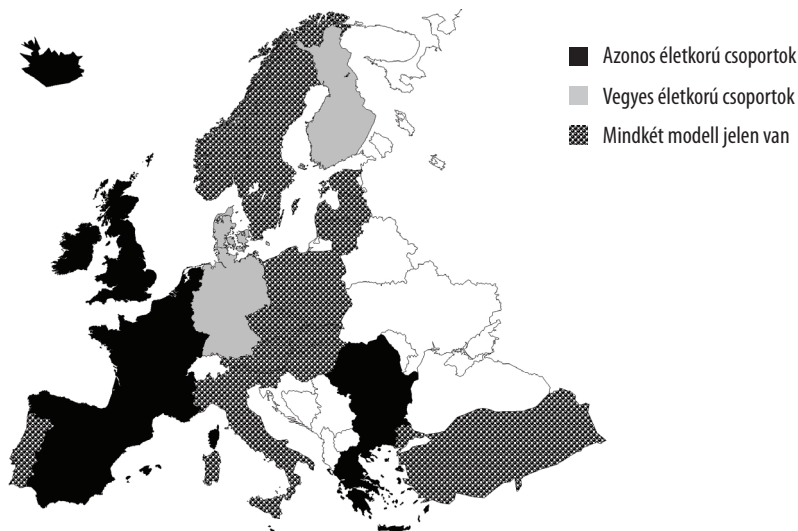 Azonos életkorú csoportok
Vegyes életkorú csoportok
Mindkét modell jelen van